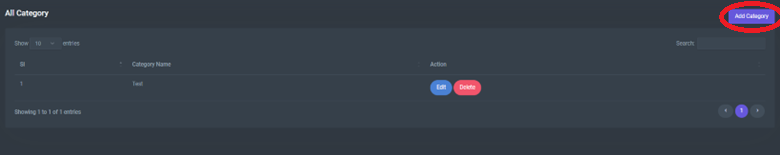 All Category
Add Category
Show 10 entries
Search:
Sl
Category Name
Action
1
Test
Edit
Delete
Showing 1 to 1 of 1 entries
1